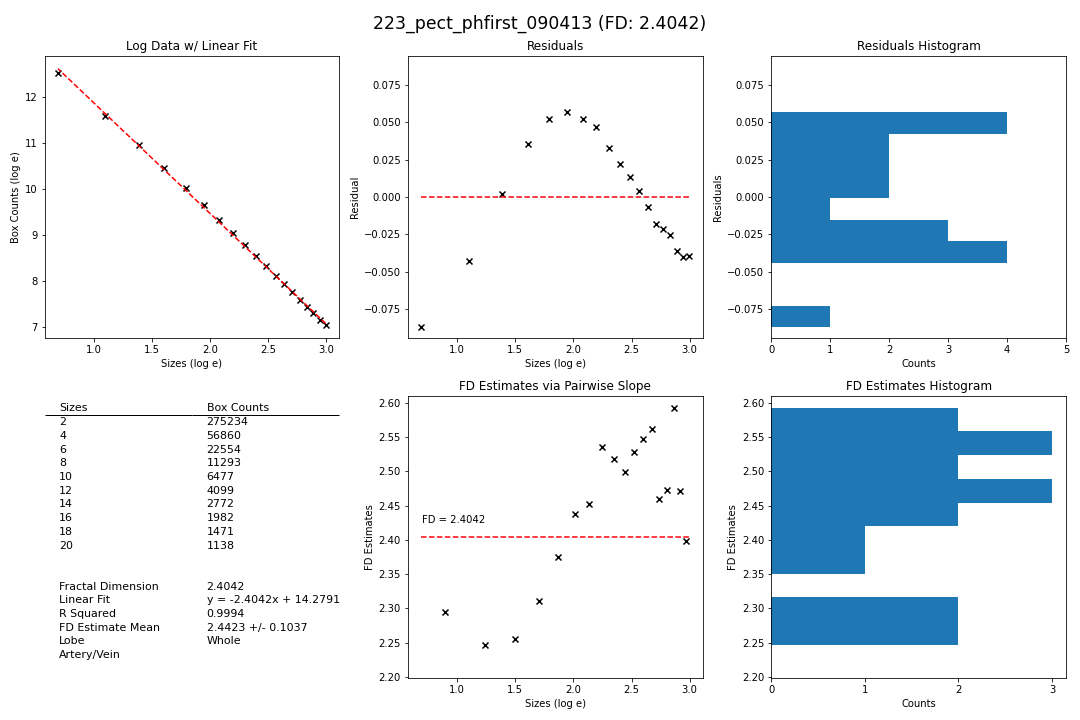 223_pect_phfirst_090413 (FD: 2.4042)
Log Data w/ Linear Fit
Box Counts (log e)
12
11
10
9
8
7
1.0 1.5 2.0 2.5 3.0
Sizes (log e)
Residuals
Residual
0.075
0.050
0.025
0.000
−0.025
−0.050
−0.075
1.0 1.5 2.0 2.5 3.0
Sizes (log e)
Residuals Histogram
Residuals
0.075
0.050
0.025
0.000
−0.025
−0.050
−0.075
0 1 2 3 4 5
Counts
Sizes Box Counts
2 275234
4 56860
6 22554
8 11293
10 6477
12 4099
14 2772
16 1982
18 1471
20 1138
Fractal Dimension 2.4042
Linear Fit y = -2.4042x + 14.2791
R Squared 0.9994
FD Estimate Mean 2.4423 +/- 0.1037
Lobe Whole
Artery/Vein
FD Estimates via Pairwise Slope
FD Estimates
2.60
2.55
2.50
2.45
2.40
2.35
2.30
2.25
2.20
FD = 2.4042
1.0 1.5 2.0 2.5 3.0
Sizes (log e)
FD Estimates Histogram
FD Estimates
2.60
2.55
2.50
2.45
2.40
2.35
2.30
2.25
2.20
0 1 2 3
Counts